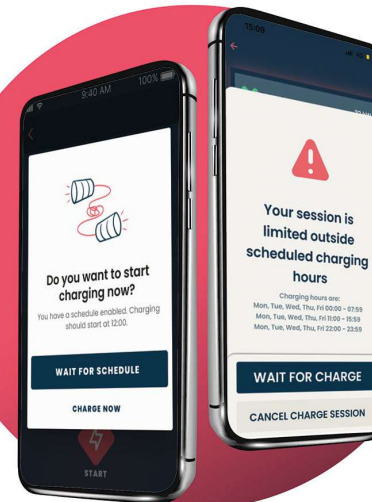 9:40 AM
100%
Do you want to start
charging now?
You have a schedule enabled. Charging
should start at 12:00.
WAIT FOR SCHEDULE
CHARGE NOW
START
15:09
4G
Your session is
limited outside
scheduled charging
hours
Charging hours are:
Mon, Tue, Wed, Thu, Fri 00:00 - 07:59
Mon, Tue, Wed, Thu, Fri 11:00 - 15:59
Mon, Tue, Wed, Thu, Fri 22:00 - 23:59
WAIT FOR CHARGE
CANCEL CHARGE SESSION